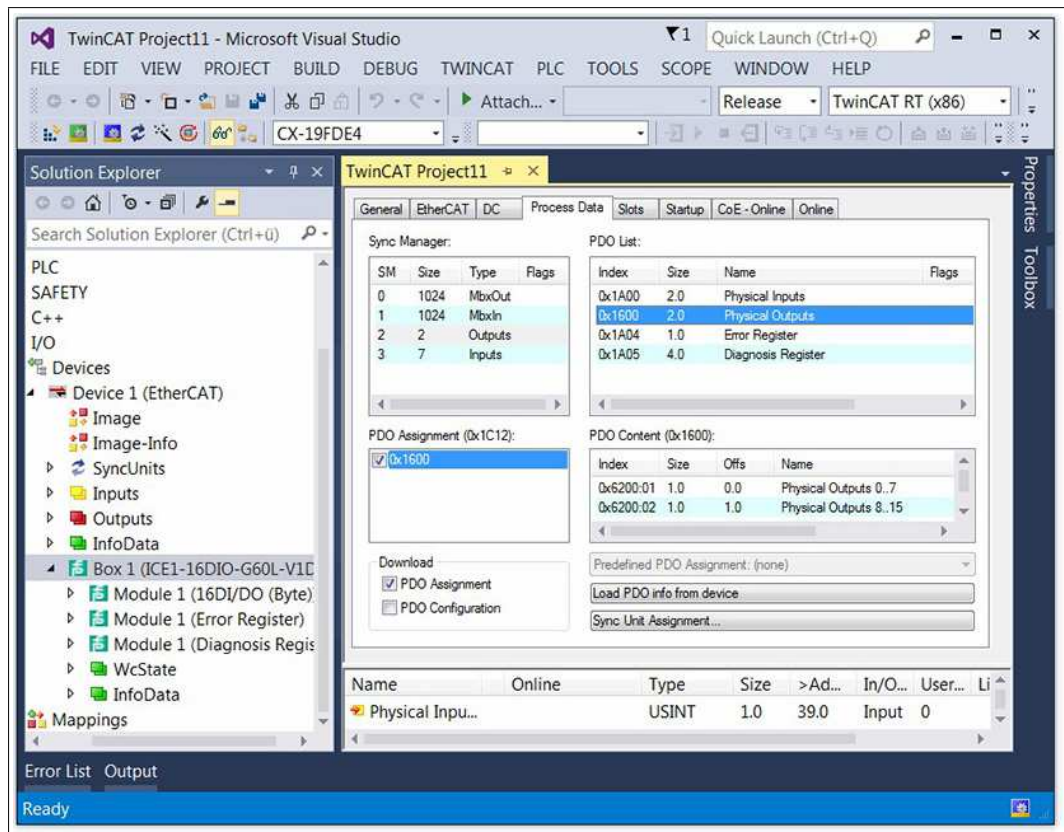 TwinCAT Project11 - Microsoft Visual Studio
1
Quick Launch (Ctrl+Q)
FILE EDIT VIEW PROJECT BUILD DEBUG TWINCAT PLC TOOLS SCOPE WINDOW HELP
Attach... Release TwinCAT RT (x86)
CX-19FDE4
Solution Explorer
Search Solution Explorer (Ctrl+ü)
PLC
SAFETY
C++
I/O
Devices
Device 1 (EtherCAT)
Image
Image-Info
SyncUnits
Inputs
Outputs
InfoData
Box 1 (ICE1-16DIO-G60L-V1D
Module 1 (16DI/DO (Byte)
Module 1 (Error Register)
Module 1 (Diagnosis Regis
WcState
InfoData
Mappings
TwinCAT Project11
General EtherCAT DC Process Data Slots Startup CoE - Online Online
Sync Manager:
SM Size Type Flags
0 1024 MbxOut
1 1024 MbxIn
2 2 Outputs
3 7 Inputs
PDO List:
Index Size Name Flags
0x1A00 2.0 Physical Inputs
0x1600 2.0 Physical Outputs
0x1A04 1.0 Error Register
0x1A05 4.0 Diagnosis Register
PDO Assignment (0x1C12):
0x1600
PDO Content (0x1600):
Index Size Offs Name
0x6200:01 1.0 0.0 Physical Outputs 0..7
0x6200:02 1.0 1.0 Physical Outputs 8..15
Download
PDO Assignment
PDO Configuration
Predefined PDO Assignment: (none)
Load PDO info from device
Sync Unit Assignment...
Name Online Type Size >Ad... In/O... User... Li
Physical Inpu... USINT 1.0 39.0 Input 0
Properties
Toolbox
Error List Output
Ready